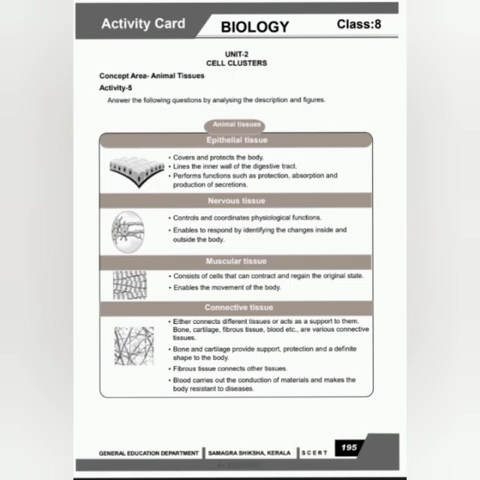 Activity Card
BIOLOGY
Class:8
UNIT-2
CELL CLUSTERS
Concept Area- Animal Tissues
Activity-5
Answer the following questions by analysing the description and figures.
Animal tissues
Epithelial tissue
• Covers and protects the body.
• Lines the inner wall of the digestive tract.
• Performs functions such as protection, absorption and
production of secretions.
Nervous tissue
• Controls and coordinates physiological functions.
• Enables to respond by identifying the changes inside and
outside the body.
Muscular tissue
• Consists of cells that can contract and regain the original state.
• Enables the movement of the body.
Connective tissue
• Either connects different tissues or acts as a support to them.
Bone, cartilage, fibrous tissue, blood etc., are various connective
tissues.
• Bone and cartilage provide support, protection and a definite
shape to the body.
• Fibrous tissue connects other tissues.
• Blood carries out the conduction of materials and makes the
body resistant to diseases.
GENERAL EDUCATION DEPARTMENT
SAMAGRA SHIKSHA, KERALA
SCERT
195